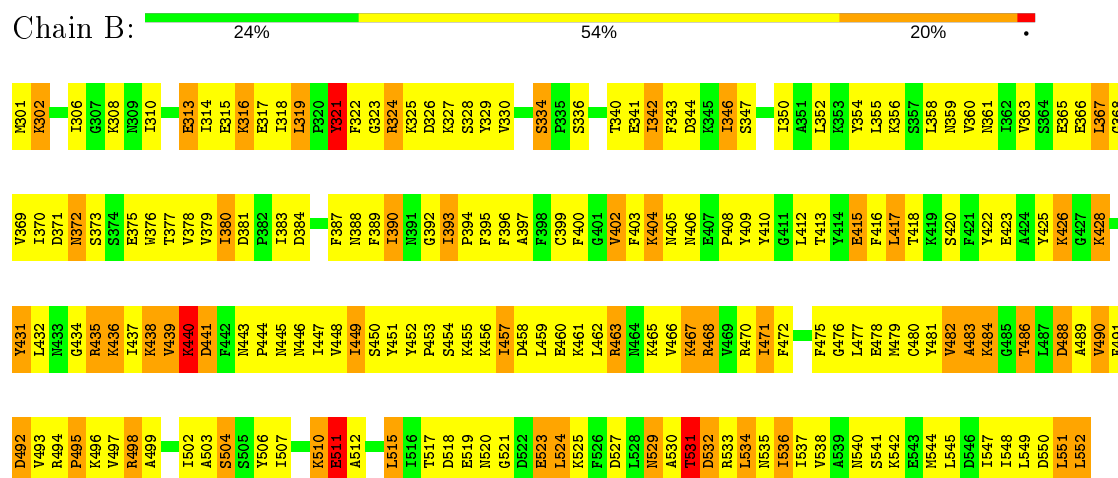 Chain B:
24% 54% 20% •
M301 K302 I306 G307 K308 N309 I310 E313 I314 E315 K316 E317 I318 L319 P320 Y321 F322 G323 R324 K325 D326 K327 S328 Y329 V330 S334 P335 S336 T340 E341 I342 F343 D344 K345 I346 S347 I350 A351 L352 K353 Y354 L355 K356 S357 L358 N359 V360 N361 I362 V363 S364 E365 E366 L367 C368
V369 I370 D371 N372 S373 S374 E375 W376 T377 V378 V379 I380 D381 P382 I383 D384 F387 N388 F389 I390 N391 G392 I393 P394 F395 F396 A397 F398 C399 F400 G401 V402 F403 K404 N405 N406 E407 P408 Y409 Y410 G411 L412 T413 Y414 E415 F416 L417 T418 K419 S420 F421 Y422 E423 A424 Y425 K426 G427 K428
Y431 L432 N433 G434 R435 K436 I437 K438 V439 K440 D441 F442 N443 P444 N445 N446 I447 V448 I449 S450 Y451 Y452 P453 S454 K455 K456 I457 D458 L459 E460 K461 L462 R463 N464 K465 V466 K467 R468 V469 R470 I471 F472 F475 G476 L477 E478 M479 C480 Y481 V482 A483 K484 G485 T486 L487 D488 A489 V490 F491
D492 V493 R494 P495 K496 V497 R498 A499 I502 A503 S504 S505 Y506 I507 K510 E511 A512 L515 I516 T517 D518 E519 N520 G521 D522 E523 L524 K525 F526 D527 L528 N529 A530 T531 D532 R533 L534 N535 I536 I537 V538 A539 N540 S541 K542 E543 M544 L545 D546 I547 I548 L549 D550 L551 L552